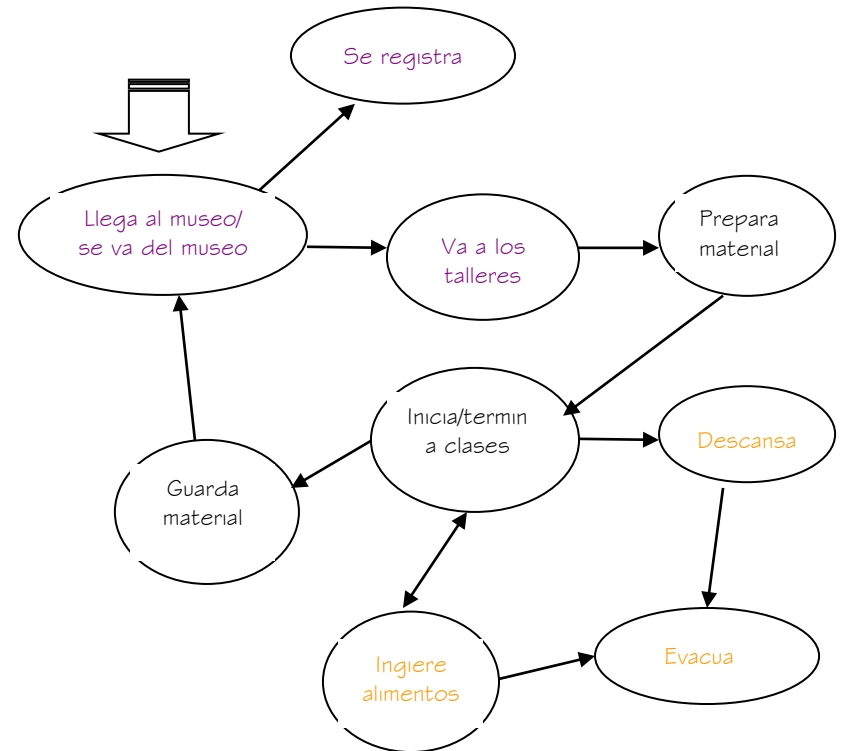 Se registra
Llega al museo/
se va del museo
Va a los
talleres
Prepara
material
Inicia/termin
a clases
Descansa
Guarda
material
Ingiere
alimentos
Evacua